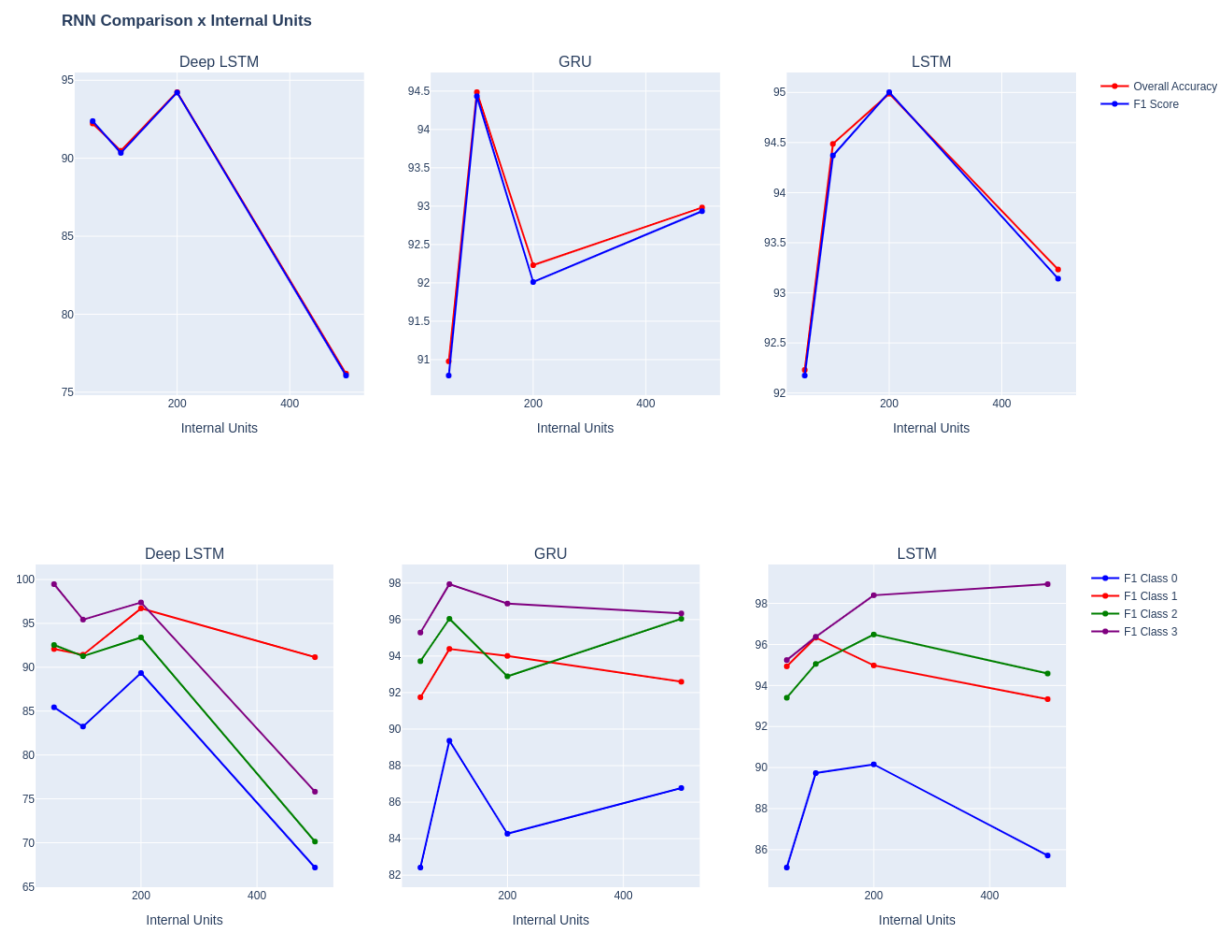 RNN Comparison x Internal Units
Deep LSTM
GRU
LSTM
95
90
85
80
75
200
400
Internal Units
94.5
94
93.5
93
92.5
92
91.5
91
200
400
Internal Units
95
94.5
94
93.5
93
92.5
92
200
400
Internal Units
Overall Accuracy
F1 Score
Deep LSTM
GRU
LSTM
100
95
90
85
80
75
70
65
200
400
Internal Units
98
96
94
92
90
88
86
84
82
200
400
Internal Units
98
96
94
92
90
88
86
200
400
Internal Units
F1 Class 0
F1 Class 1
F1 Class 2
F1 Class 3